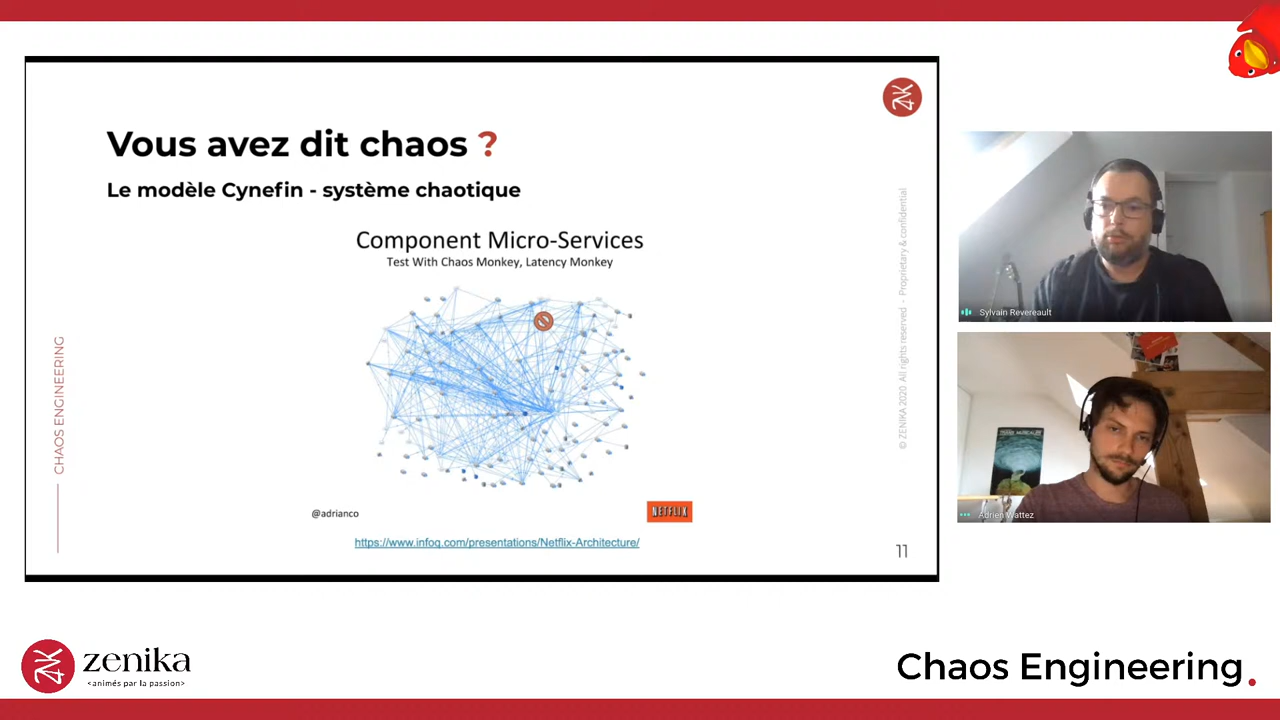 Vous avez dit chaos ?
Le modèle Cynefin - système chaotique
Component Micro-Services
Test With Chaos Monkey, Latency Monkey
@adrianco
NETFLIX
https://www.infoq.com/presentations/Netflix-Architecture/
11
CHAOS ENGINEERING
© ZENIKA 2020. All rights reserved - Proprietary & confidential
Sylvain Revereault
Adrien Wattez
zenika
<animés par la passion>
Chaos Engineering.